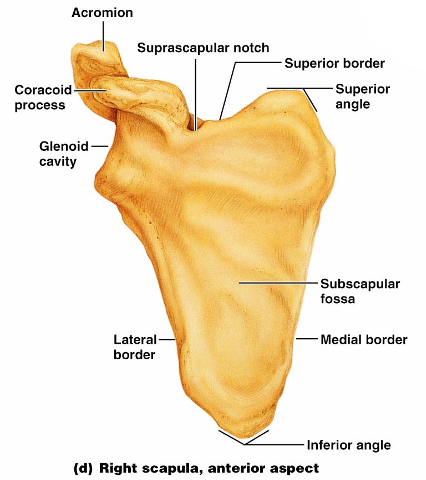 Acromion
Suprascapular notch
Superior border
Coracoid
process
Superior
angle
Glenoid
cavity
Subscapular
fossa
Lateral
border
Medial border
Inferior angle
(d) Right scapula, anterior aspect